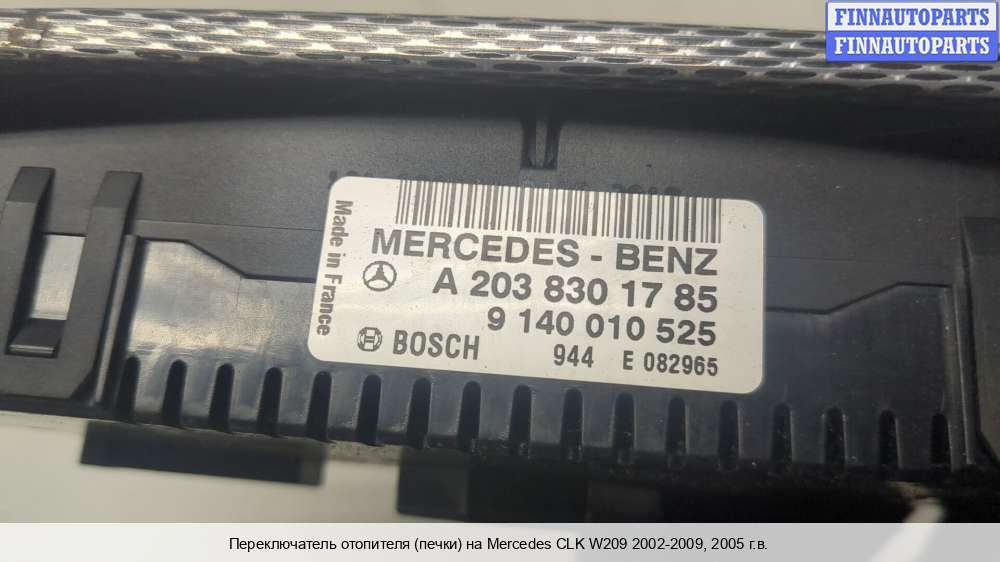 FINNAUTOPARTS
FINNAUTOPARTS
Made in France
MERCEDES - BENZ
A 203 830 17 85
9 140 010 525
BOSCH 944 E 082965
Переключатель отопителя (печки) на Mercedes CLK W209 2002-2009, 2005 г.в.